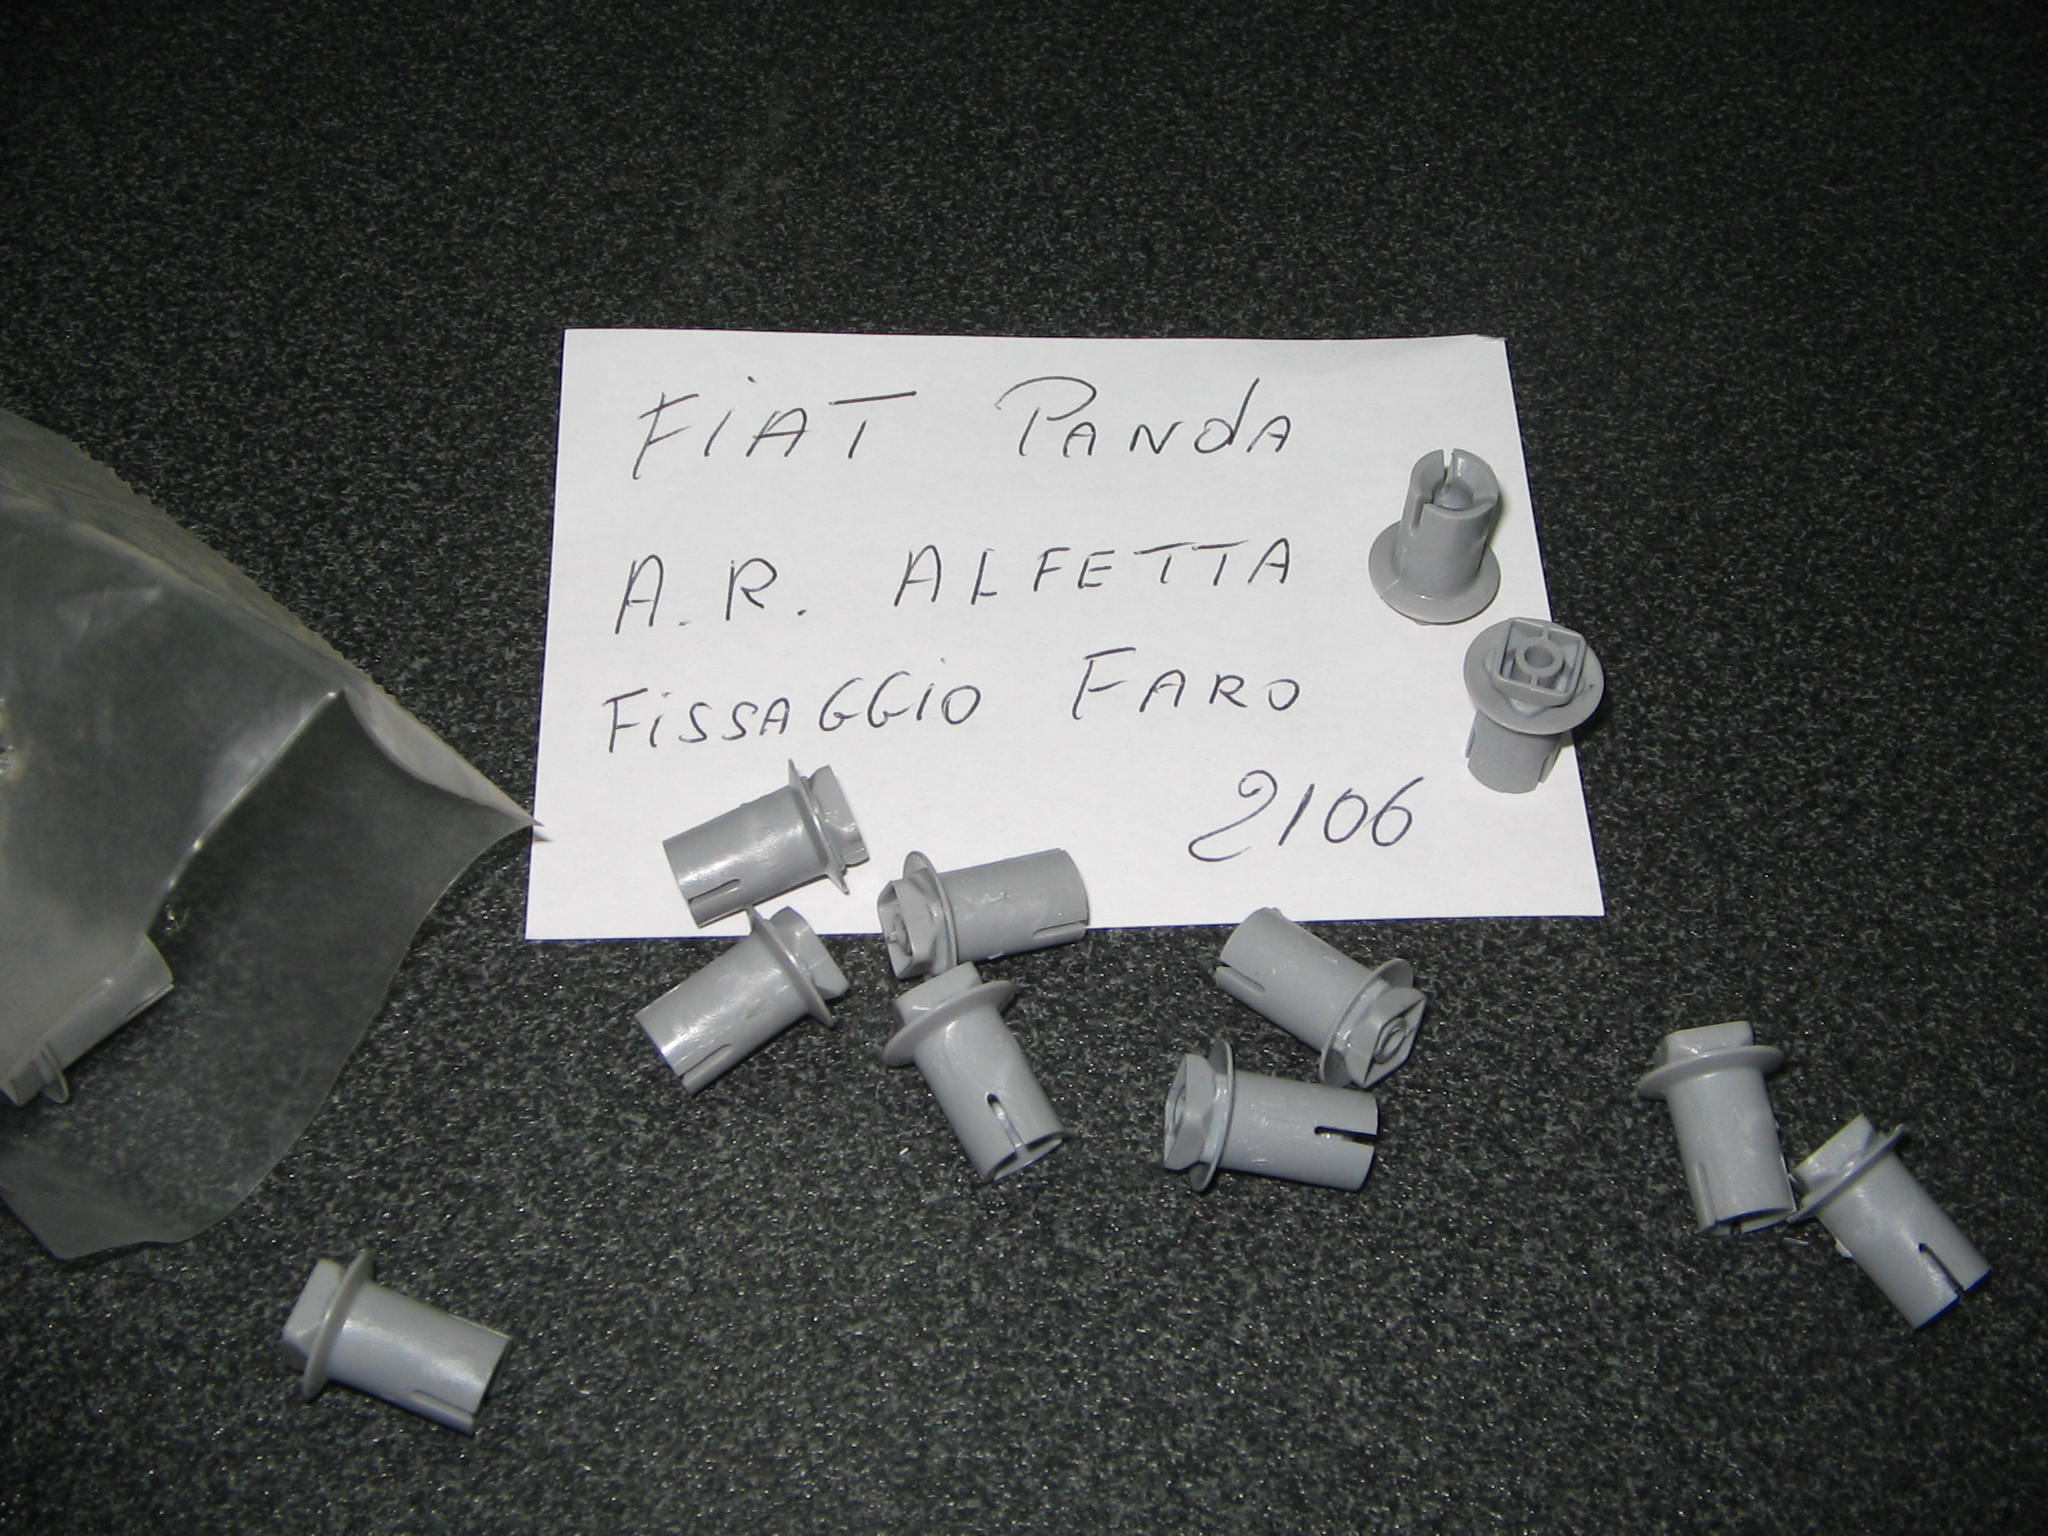 FIAT PANDA
A.R. ALFETTA
FISSAGGIO FARO
2106